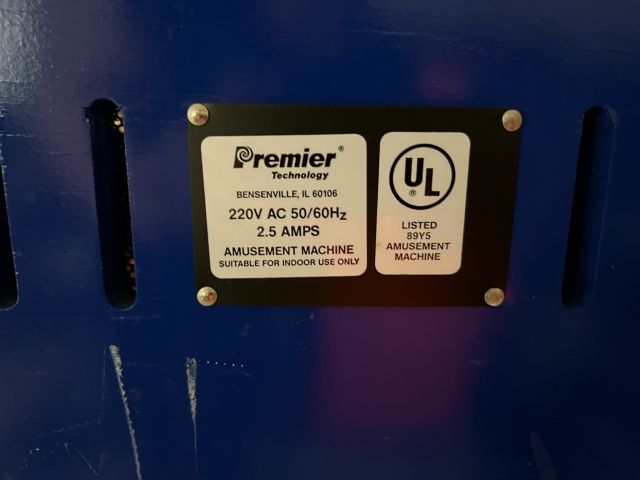 Premier®
Technology
BENSENVILLE, IL 60106
220V AC 50/60Hz
2.5 AMPS
AMUSEMENT MACHINE
SUITABLE FOR INDOOR USE ONLY
UL
®
LISTED
89Y5
AMUSEMENT
MACHINE